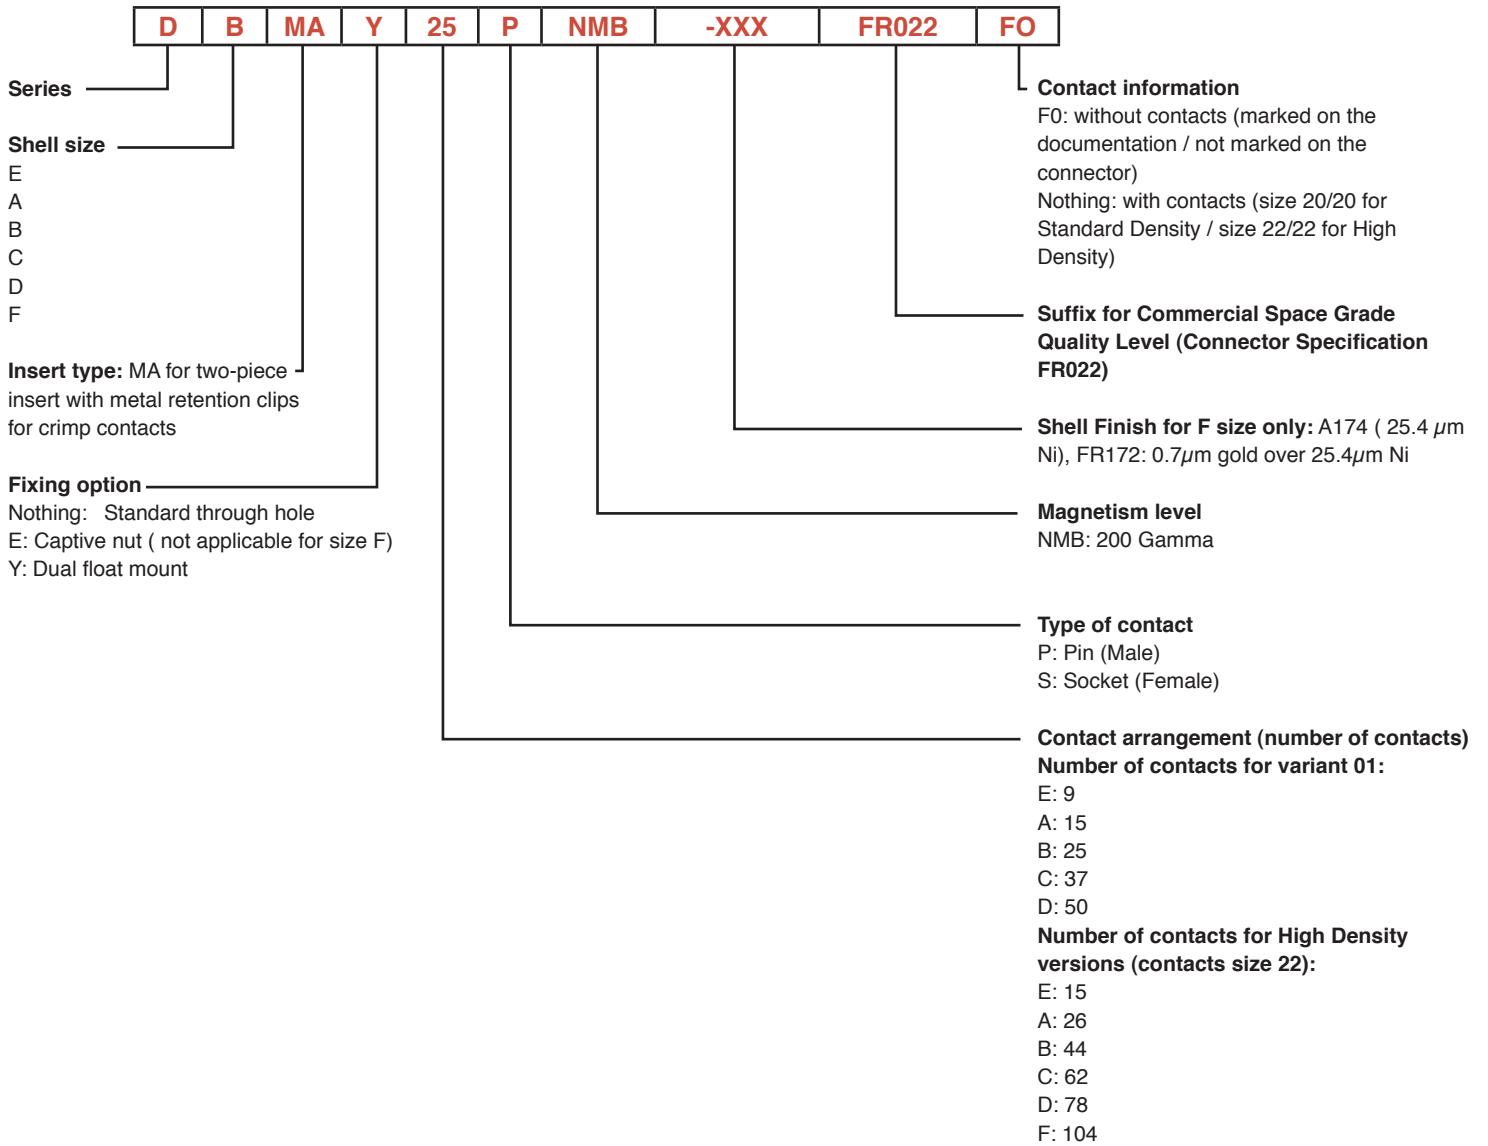 D B MA Y 25 P NMB -XXX FR022 FO
Series
Shell size
E
A
B
C
D
F
Insert type: MA for two-piece
insert with metal retention clips
for crimp contacts
Fixing option
Nothing: Standard through hole
E: Captive nut ( not applicable for size F)
Y: Dual float mount
Contact information
F0: without contacts (marked on the
documentation / not marked on the
connector)
Nothing: with contacts (size 20/20 for
Standard Density / size 22/22 for High
Density)
Suffix for Commercial Space Grade
Quality Level (Connector Specification
FR022)
Shell Finish for F size only: A174 ( 25.4 µm
Ni), FR172: 0.7µm gold over 25.4µm Ni
Magnetism level
NMB: 200 Gamma
Type of contact
P: Pin (Male)
S: Socket (Female)
Contact arrangement (number of contacts)
Number of contacts for variant 01:
E: 9
A: 15
B: 25
C: 37
D: 50
Number of contacts for High Density
versions (contacts size 22):
E: 15
A: 26
B: 44
C: 62
D: 78
F: 104